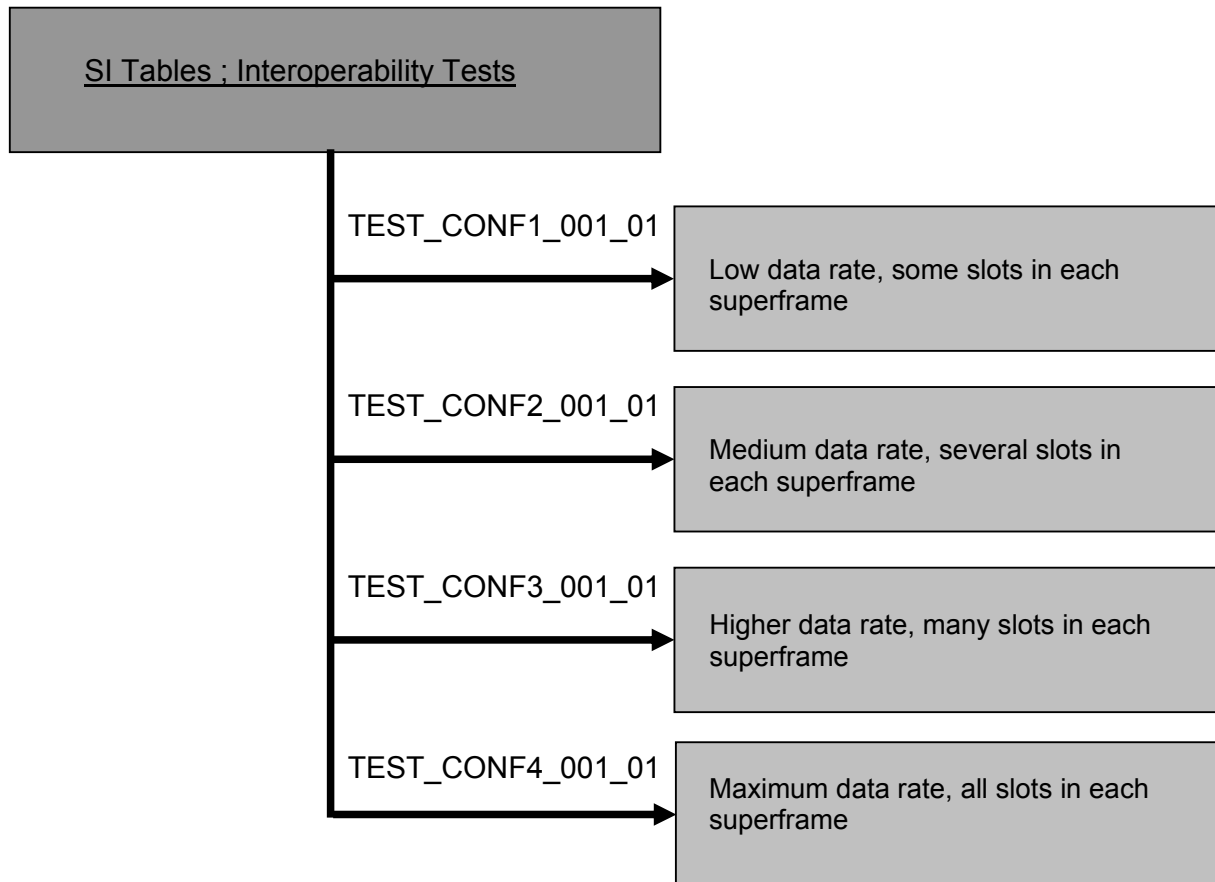 SI Tables ; Interoperability Tests
TEST_CONF1_001_01
Low data rate, some slots in each
superframe
TEST_CONF2_001_01
Medium data rate, several slots in
each superframe
TEST_CONF3_001_01
Higher data rate, many slots in each
superframe
TEST_CONF4_001_01
Maximum data rate, all slots in each
superframe